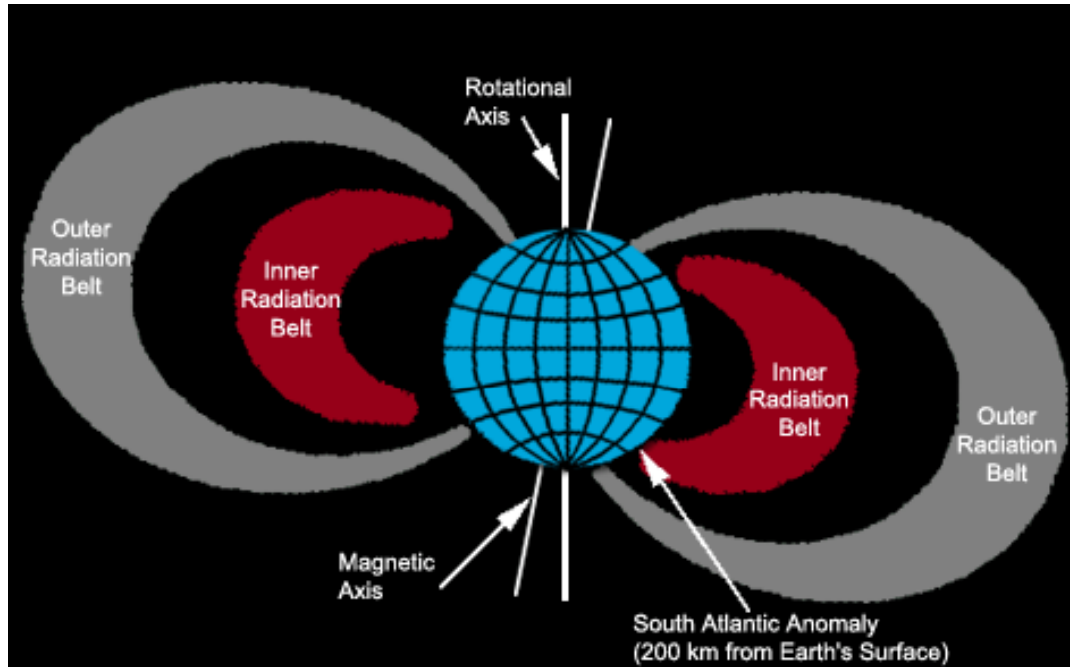 Rotational
Axis
Outer
Radiation
Belt
Inner
Radiation
Belt
Inner
Radiation
Belt
Outer
Radiation
Belt
Magnetic
Axis
South Atlantic Anomaly
(200 km from Earth's Surface)